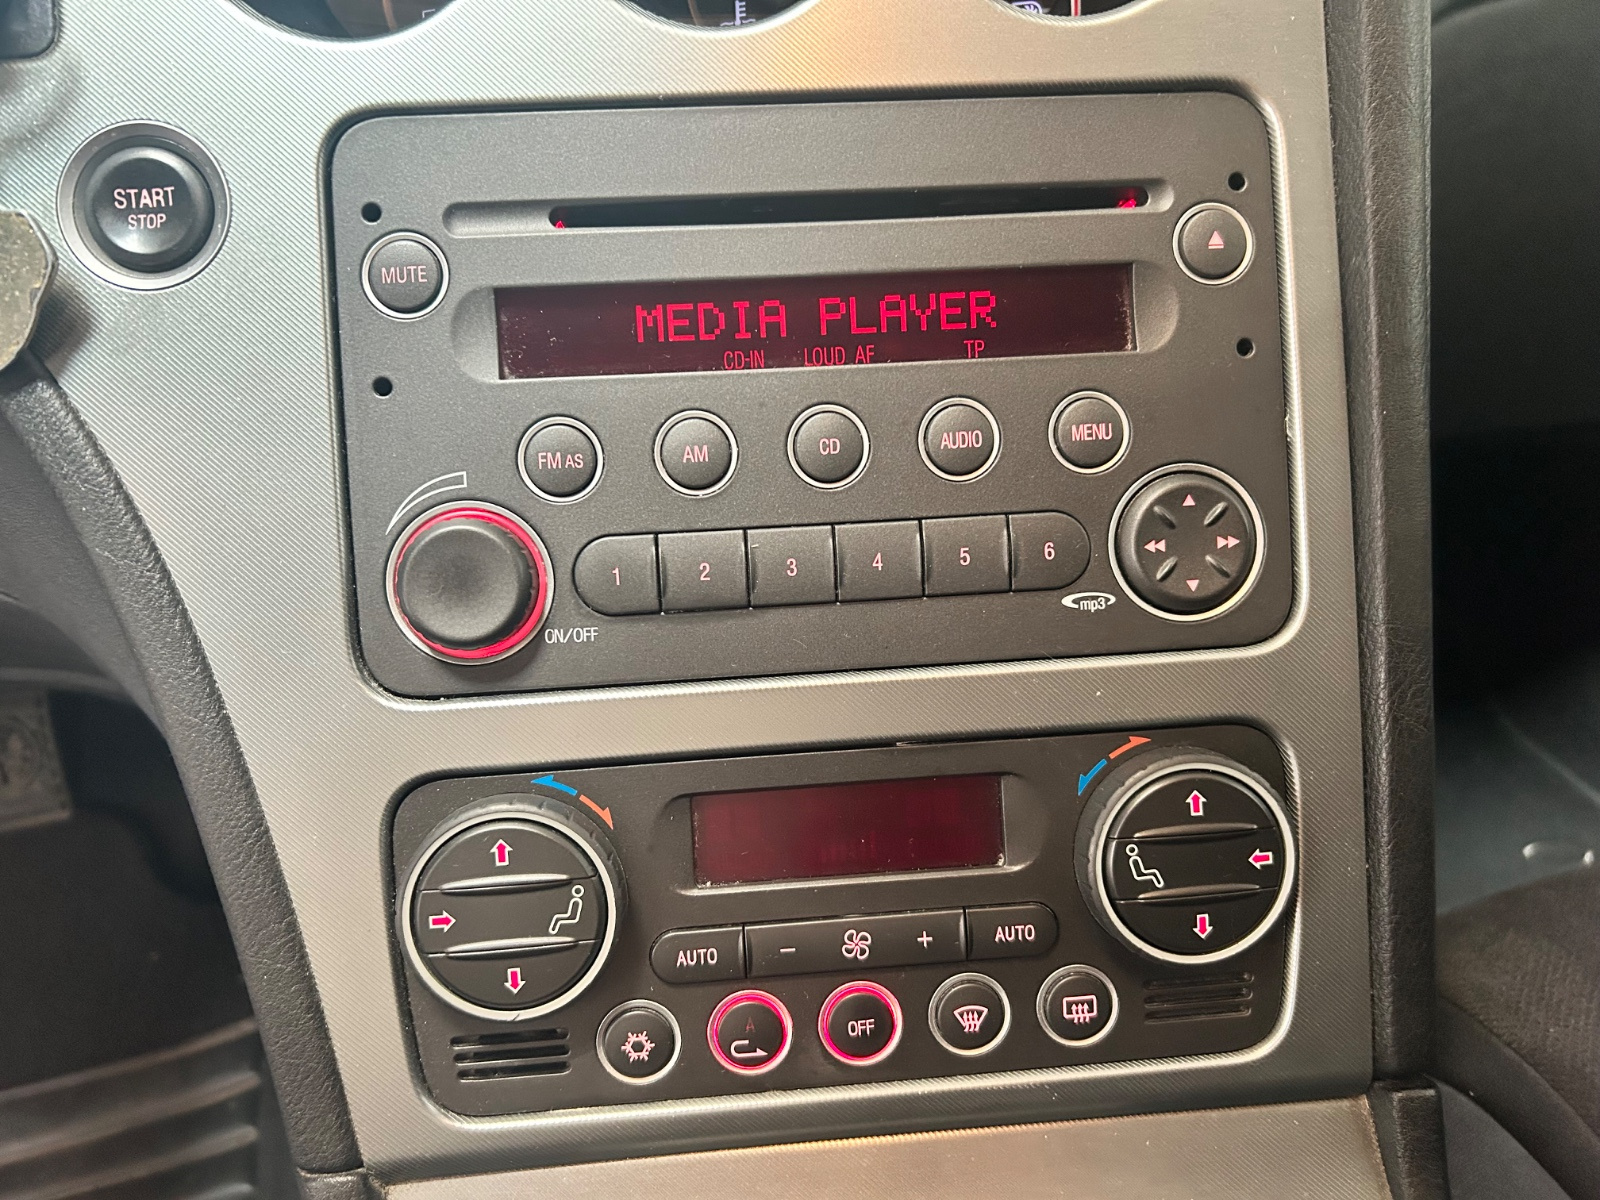 START
STOP
MUTE
MEDIA PLAYER
CD-IN LOUD AF TP
FM AS
AM
CD
AUDIO
MENU
1 2 3 4 5 6
mp3
ON/OFF
AUTO
- +
AUTO
A
OFF